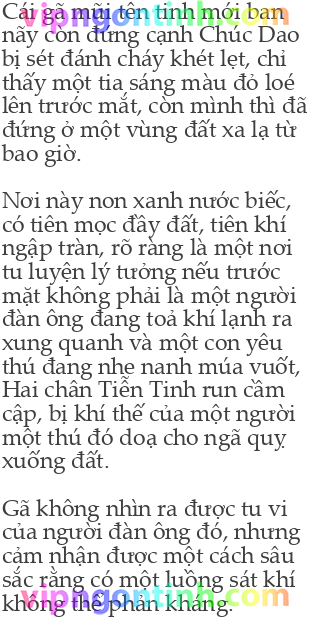 Cái gã mũi tên tinh mới ban
nãy còn đứng cạnh Chúc Dao
bị sét đánh cháy khét lẹt, chỉ
thấy một tia sáng màu đỏ loé
lên trước mắt, còn mình thì đã
đứng ở một vùng đất xa lạ từ
bao giờ.
Nơi này non xanh nước biếc,
cỏ tiên mọc đầy đất, tiên khí
ngập tràn, rõ ràng là một nơi
tu luyện lý tưởng nếu trước
mặt không phải là một người
đàn ông đang toả khí lạnh ra
xung quanh và một con yêu
thú đang nhe nanh múa vuốt,
Hai chân Tiễn Tinh run cầm
cập, bị khí thế của một người
một thú đó doạ cho ngã quỵ
xuống đất.
Gã không nhìn ra được tu vi
của người đàn ông đó, nhưng
cảm nhận được một cách sâu
sắc rằng có một luồng sát khí
không thể phản kháng.
vipngontinh.com
vipngontinh.com